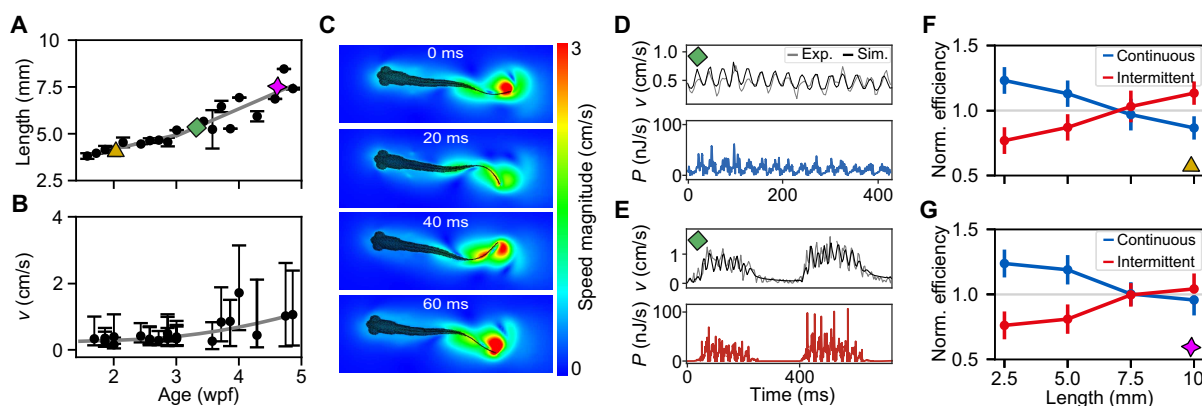 A
Length (mm)
10
7.5
5.0
2.5
B
v (cm/s)
4
2
0
2
3
4
5
Age (wpf)
C
0 ms
20 ms
40 ms
60 ms
3
Speed magnitude (cm/s)
0
D
v (cm/s)
1.0
0.5
0.0
Exp.
Sim.
P (nJ/s)
100
0
0
200
400
E
v (cm/s)
1
0
P (nJ/s)
100
0
0
400
800
Time (ms)
F
Norm. efficiency
1.5
1.0
0.5
Continuous
Intermittent
G
Norm. efficiency
1.5
1.0
0.5
Continuous
Intermittent
2.5
5.0
7.5
10
Length (mm)